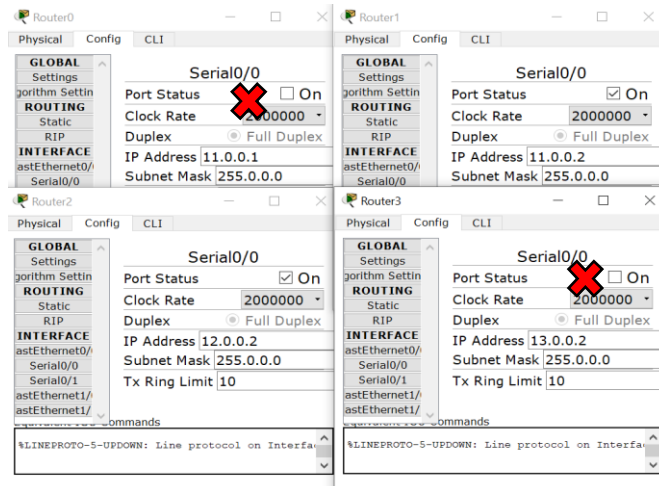 Router0
Physical Config CLI
GLOBAL
Settings
gorithm Settin
ROUTING
Static
RIP
INTERFACE
astEthernet0/
Serial0/0
Serial0/0
Port Status On
Clock Rate 2000000
Duplex Full Duplex
IP Address 11.0.0.1
Subnet Mask 255.0.0.0
Router1
Physical Config CLI
GLOBAL
Settings
gorithm Settin
ROUTING
Static
RIP
INTERFACE
astEthernet0/
Serial0/0
Serial0/0
Port Status On
Clock Rate 2000000
Duplex Full Duplex
IP Address 11.0.0.2
Subnet Mask 255.0.0.0
Router2
Physical Config CLI
GLOBAL
Settings
gorithm Settin
ROUTING
Static
RIP
INTERFACE
astEthernet0/
Serial0/0
Serial0/1
astEthernet1/
astEthernet1/
Serial0/0
Port Status On
Clock Rate 2000000
Duplex Full Duplex
IP Address 12.0.0.2
Subnet Mask 255.0.0.0
Tx Ring Limit 10
Commands
%LINEPROTO-5-UPDOWN: Line protocol on Interfa
Router3
Physical Config CLI
GLOBAL
Settings
gorithm Settin
ROUTING
Static
RIP
INTERFACE
astEthernet0/
Serial0/0
Serial0/1
astEthernet1/
astEthernet1/
Serial0/0
Port Status On
Clock Rate 2000000
Duplex Full Duplex
IP Address 13.0.0.2
Subnet Mask 255.0.0.0
Tx Ring Limit 10
%LINEPROTO-5-UPDOWN: Line protocol on Interfa